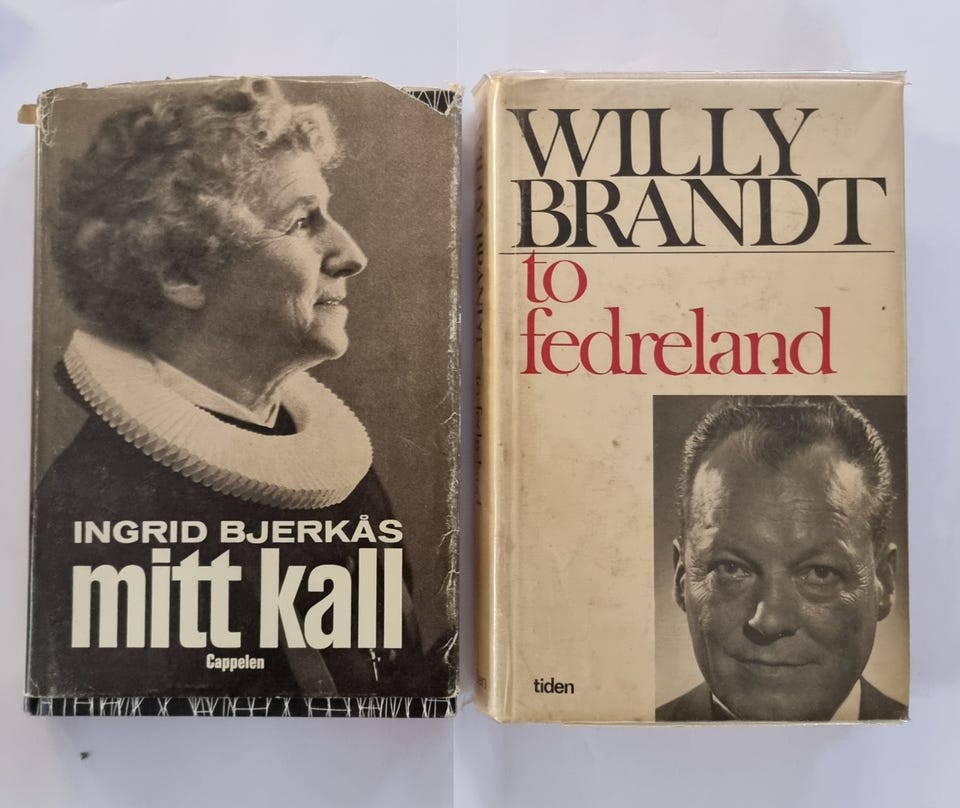 INGRID BJERKÅS
mitt kall
Cappelen
WILLY
BRANDT
to
fedreland
tiden